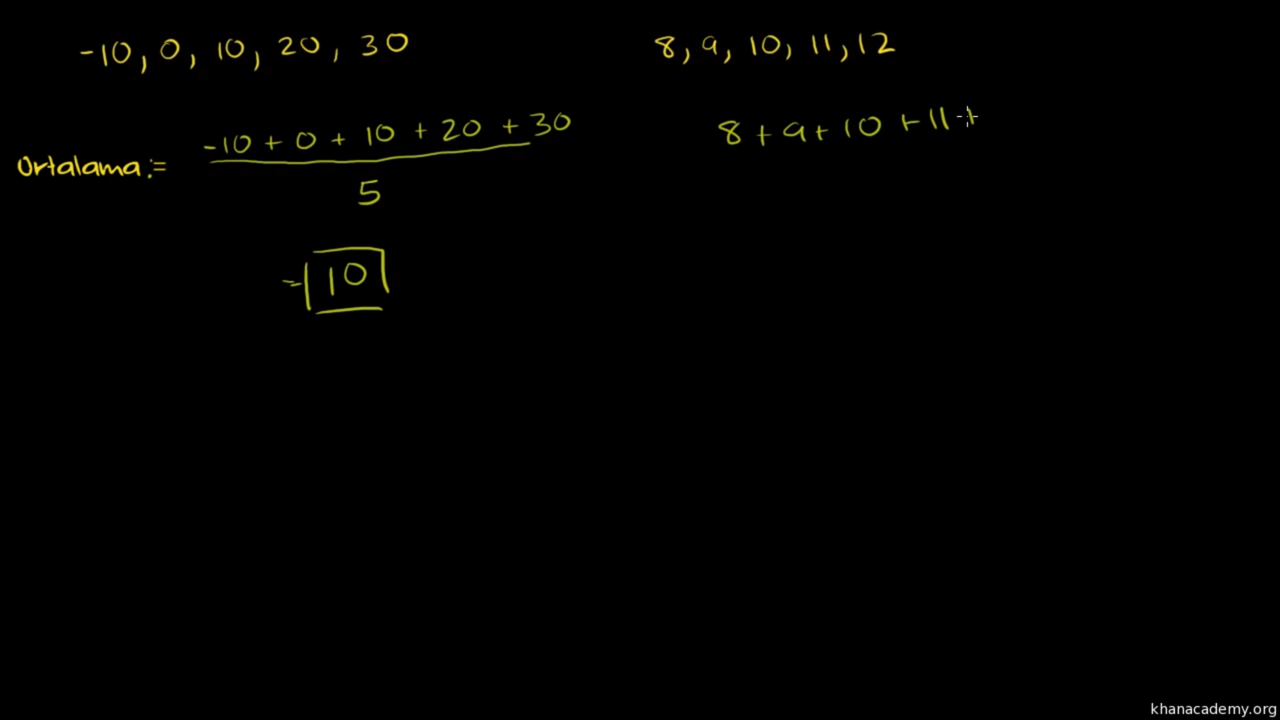 -10, 0, 10, 20, 30
8, 9, 10, 11, 12
Ortalama := -10 + 0 + 10 + 20 + 30
5
8 + 9 + 10 + 11 +
= 10
khanacademy.org